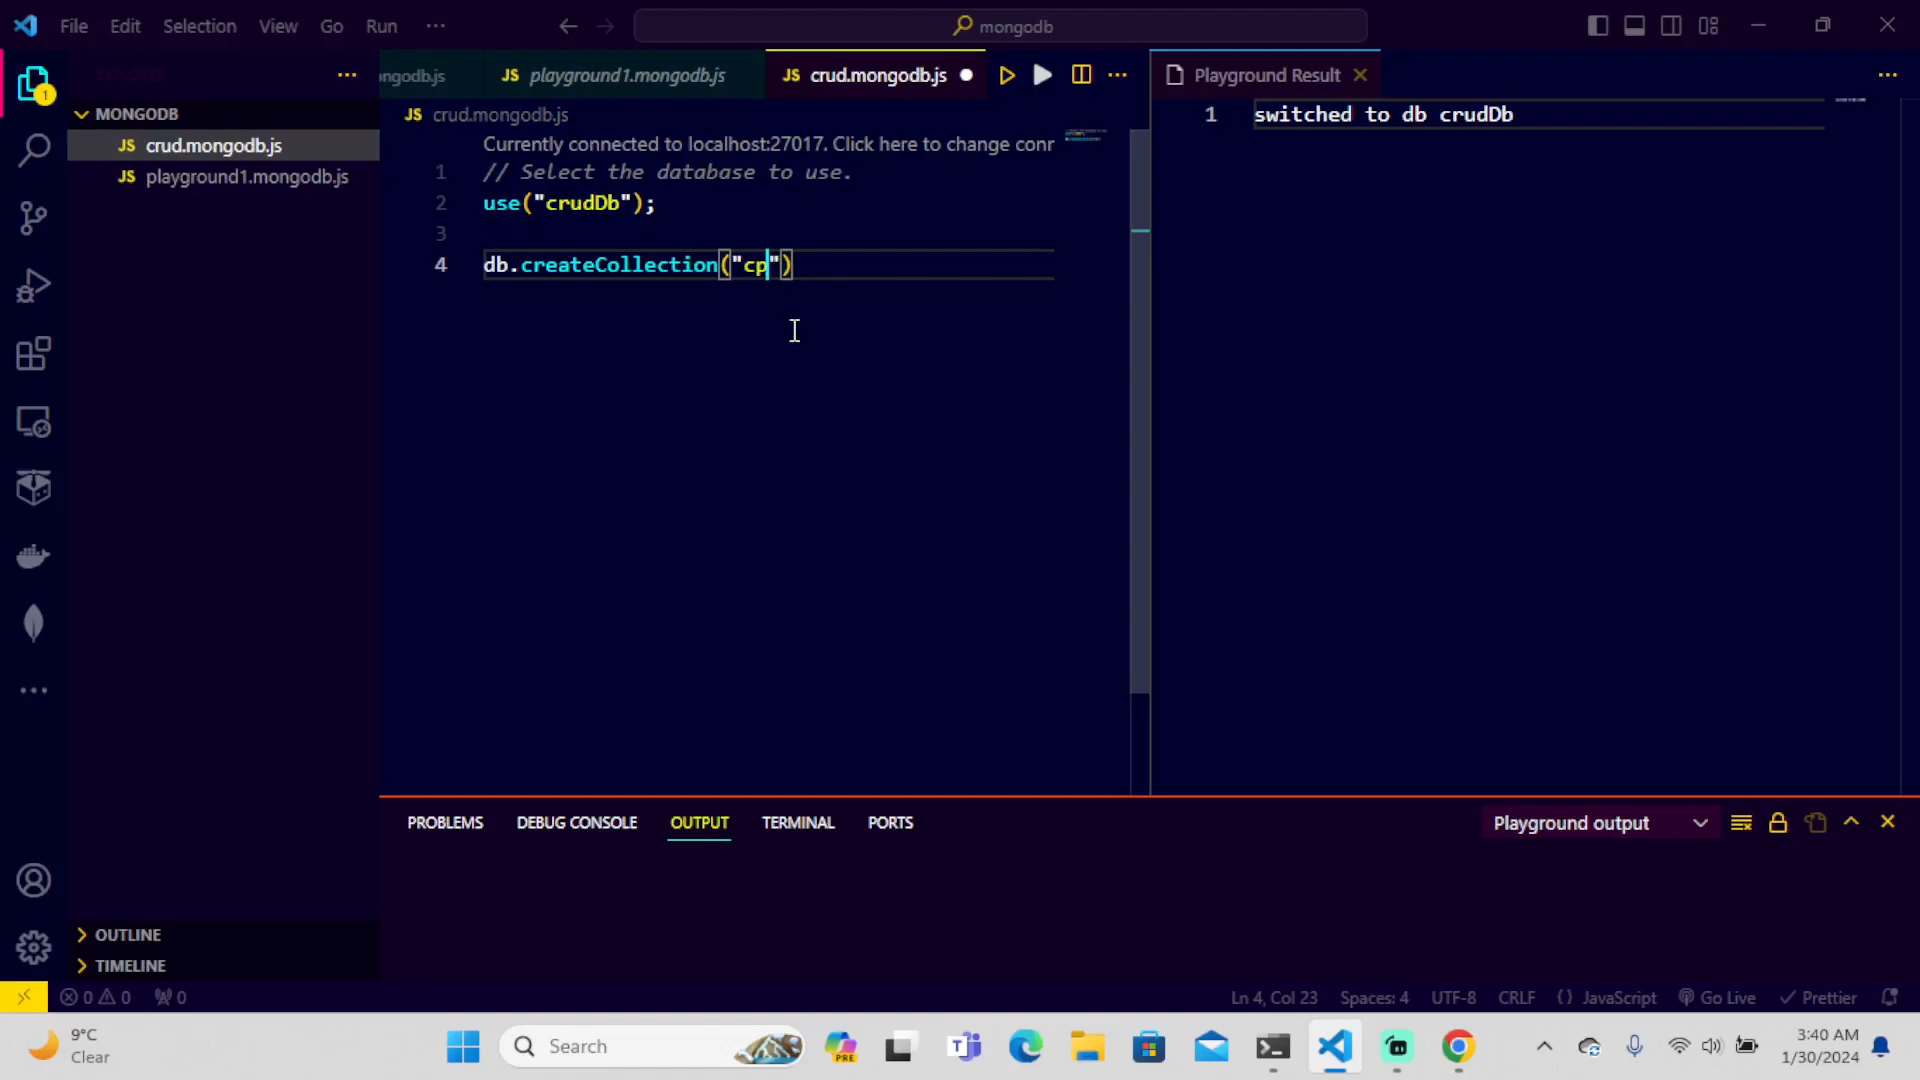 File Edit Selection View Go Run ...
mongodb
ngodb.js
JS playground1.mongodb.js
JS crud.mongodb.js
Playground Result
MONGODB
JS crud.mongodb.js
JS playground1.mongodb.js
JS crud.mongodb.js
Currently connected to localhost:27017. Click here to change conr
1 // Select the database to use.
2 use("crudDb");
3
4 db.createCollection("cp")
1 switched to db crudDb
1
PROBLEMS DEBUG CONSOLE OUTPUT TERMINAL PORTS
Playground output
OUTLINE
TIMELINE
0 0 0
Ln 4, Col 23 Spaces: 4 UTF-8 CRLF {} JavaScript Go Live Prettier
9°C
Clear
Search
PRE
T
3:40 AM
1/30/2024